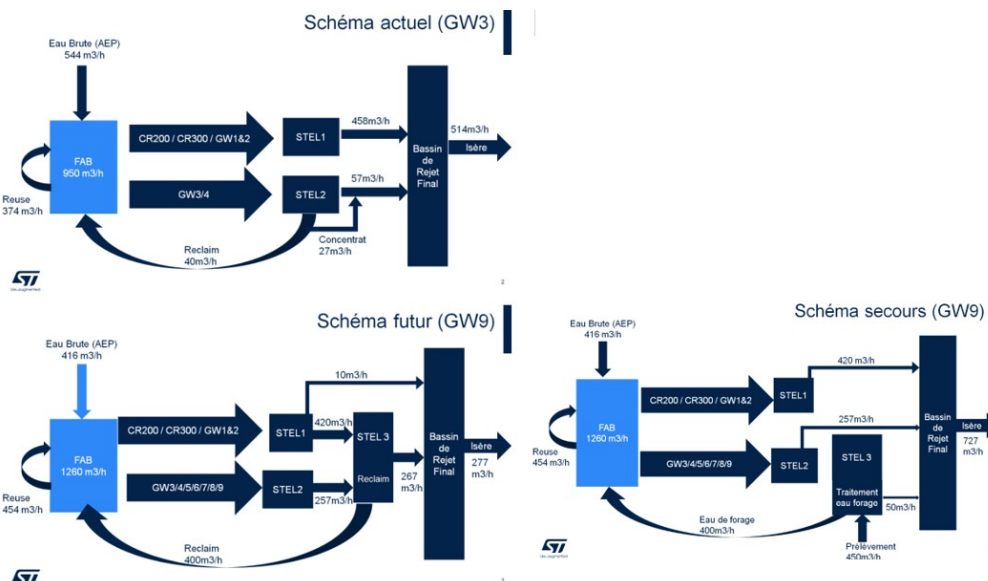 Schéma actuel (GW3)
Eau Brute (AEP)
544 m3/h
FAB
950 m3/h
Reuse
374 m3/h
CR200 / CR300 / GW1&2
GW3/4
STEL1
STEL2
458m3/h
57m3/h
Concentrat
27m3/h
Reclaim
40m3/h
Bassin
de
Rejet
Final
514m3/h
Isère
ST
2
Schéma futur (GW9)
Eau Brute (AEP)
416 m3/h
FAB
1260 m3/h
Reuse
454 m3/h
CR200 / CR300 / GW1&2
GW3/4/5/6/7/8/9
STEL1
STEL2
10m3/h
420m3/h
257m3/h
STEL 3
Reclaim
Reclaim
400m3/h
267
m3/h
Bassin
de
Rejet
Final
Isère
277
m3/h
ST
Schéma secours (GW9)
Eau Brute (AEP)
416 m3/h
FAB
1260 m3/h
Reuse
454 m3/h
CR200 / CR300 / GW1&2
GW3/4/5/6/7/8/9
STEL1
STEL2
420 m3/h
257m3/h
STEL 3
Traitement
eau forage
50m3/h
Eau de forage
400m3/h
Prélèvement
450m3/h
Bassin
de
Rejet
Final
Isère
727
m3/h
ST